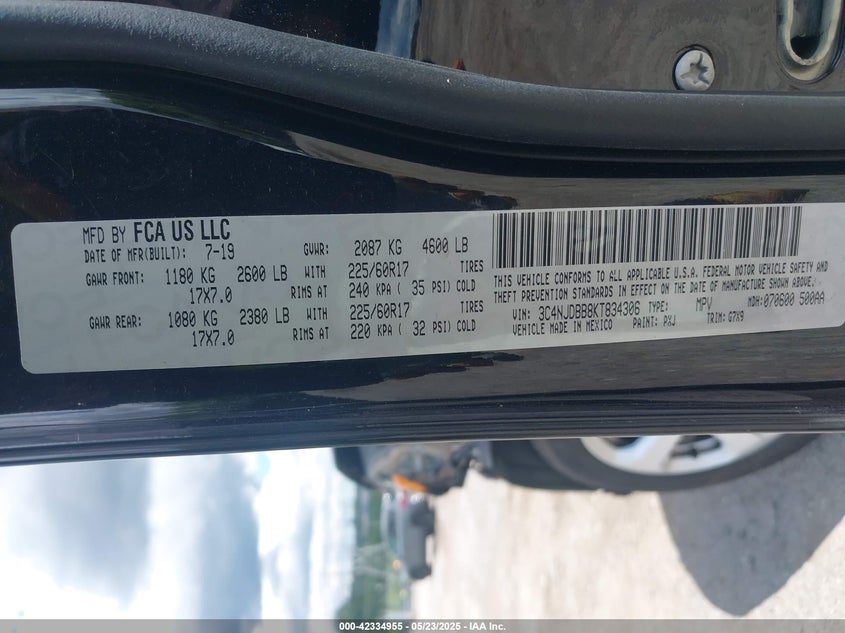 MFD BY FCA US LLC
DATE OF MFR(BUILT): 7-19 GVWR: 2087 KG 4600 LB
GAWR FRONT: 1180 KG 2600 LB WITH 225/60R17 TIRES
17X7.0 RIMS AT 240 KPA ( 35 PSI) COLD
GAWR REAR: 1080 KG 2380 LB WITH 225/60R17 TIRES
17X7.0 RIMS AT 220 KPA ( 32 PSI) COLD
THIS VEHICLE CONFORMS TO ALL APPLICABLE U.S.A. FEDERAL MOTOR VEHICLE SAFETY AND
THEFT PREVENTION STANDARDS IN EFFECT ON THE DATE OF MANUFACTURE SHOWN ABOVE.
VIN: 3C4NJDBB8KT834306 TYPE: MPV MDH:070600 500AA
VEHICLE MADE IN MEXICO PAINT: PXJ TRIM: G7X9
000-42334955 - 05/23/2025 - IAA Inc.